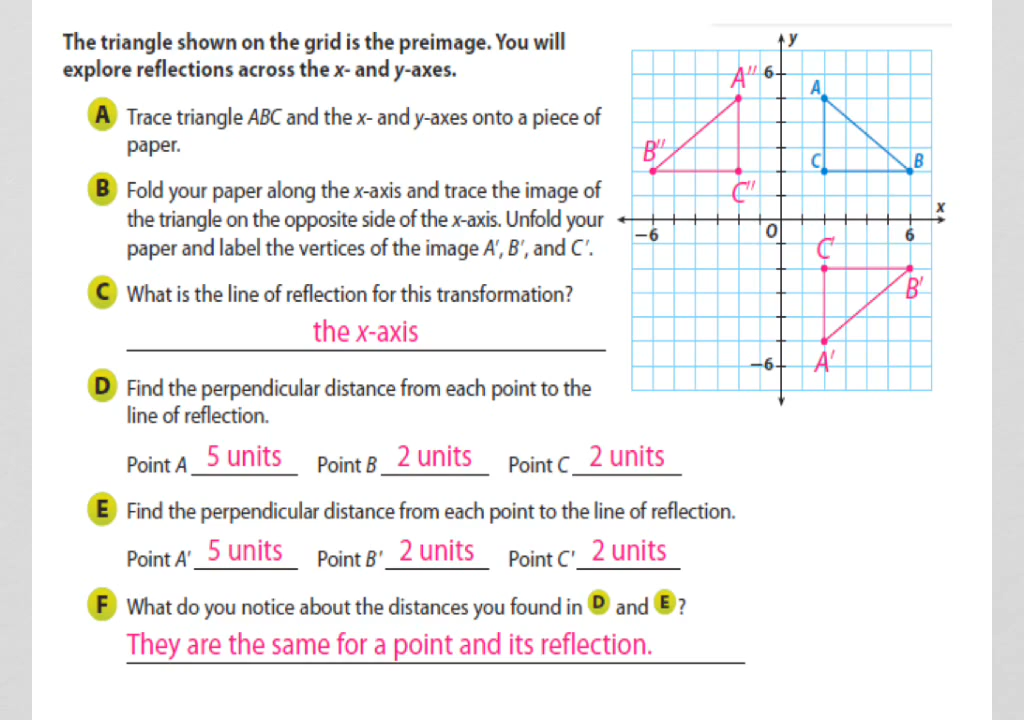 The triangle shown on the grid is the preimage. You will
explore reflections across the x- and y-axes.
A Trace triangle ABC and the x- and y-axes onto a piece of
paper.
B Fold your paper along the x-axis and trace the image of
the triangle on the opposite side of the x-axis. Unfold your
paper and label the vertices of the image A′, B′, and C′.
C What is the line of reflection for this transformation?
the x-axis
D Find the perpendicular distance from each point to the
line of reflection.
Point A 5 units Point B 2 units Point C 2 units
E Find the perpendicular distance from each point to the line of reflection.
Point A′ 5 units Point B′ 2 units Point C′ 2 units
F What do you notice about the distances you found in D and E ?
They are the same for a point and its reflection.
y
A″ 6 A
B″ C B
C″
x
−6 0 6
C′
B′
−6 A′